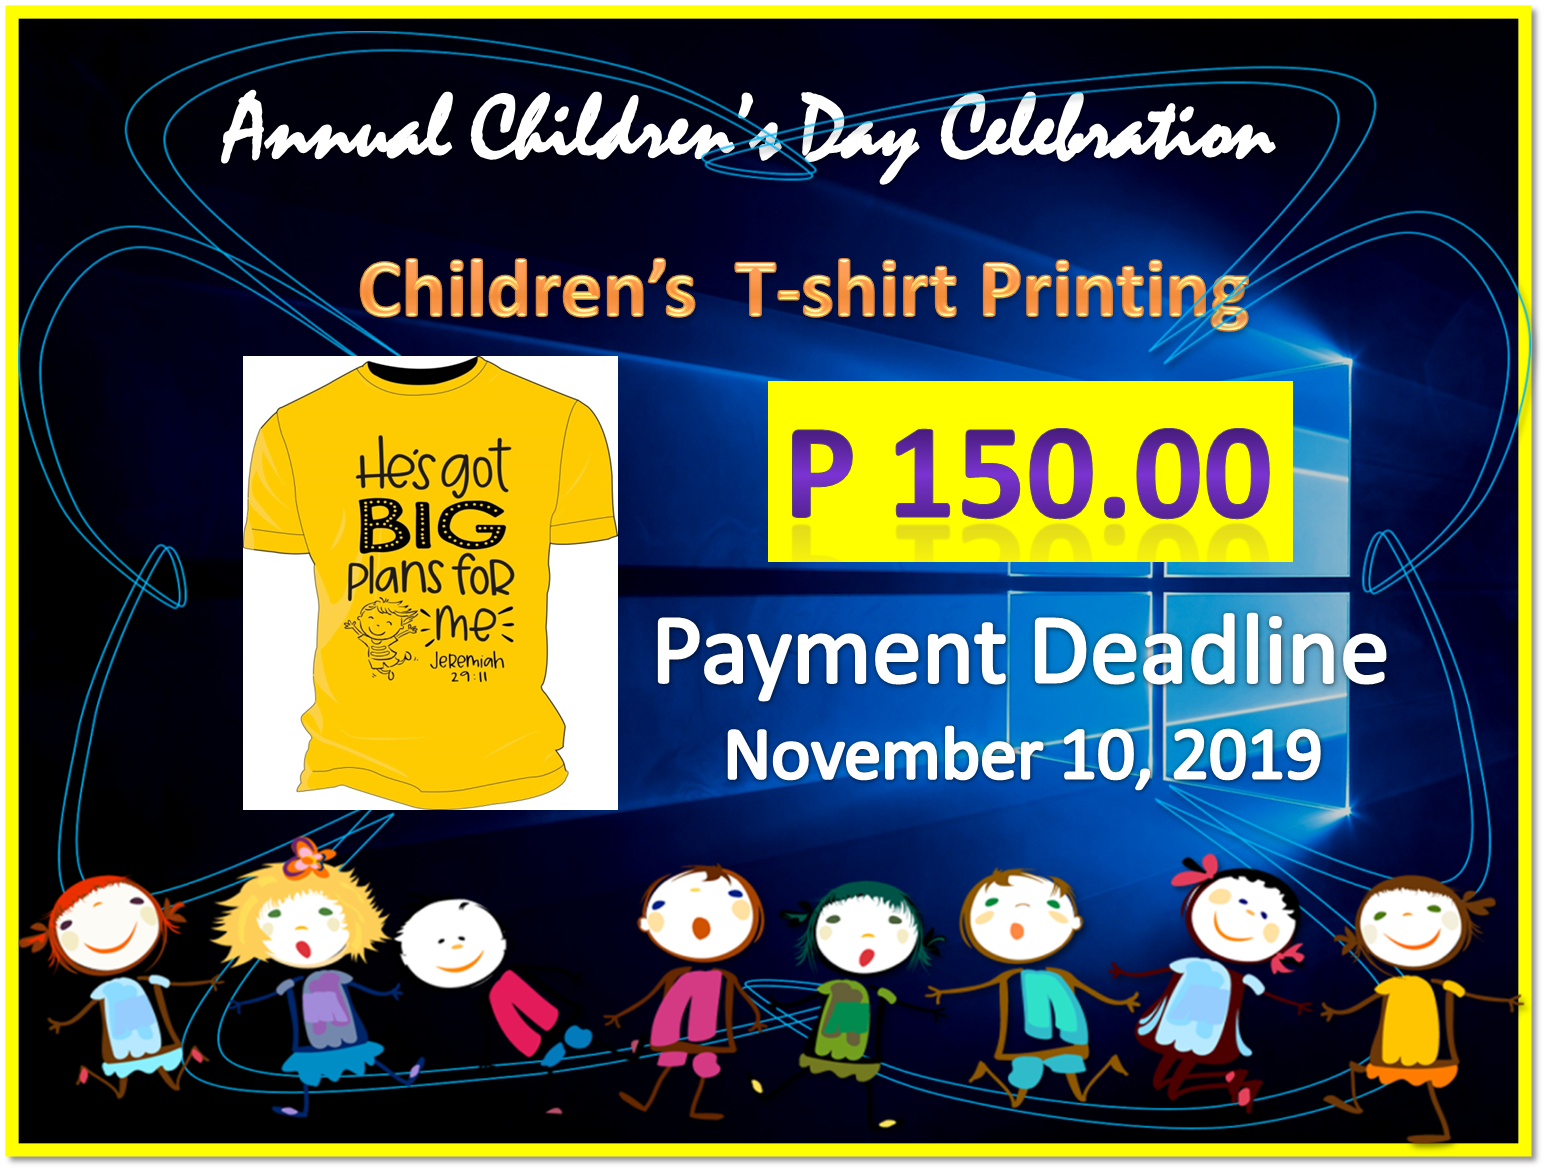 Annual Children's Day Celebration
Children's T-shirt Printing
He's got
BIG
plans foR
me
JeRemiah
29:11
P 150.00
Payment Deadline
November 10, 2019